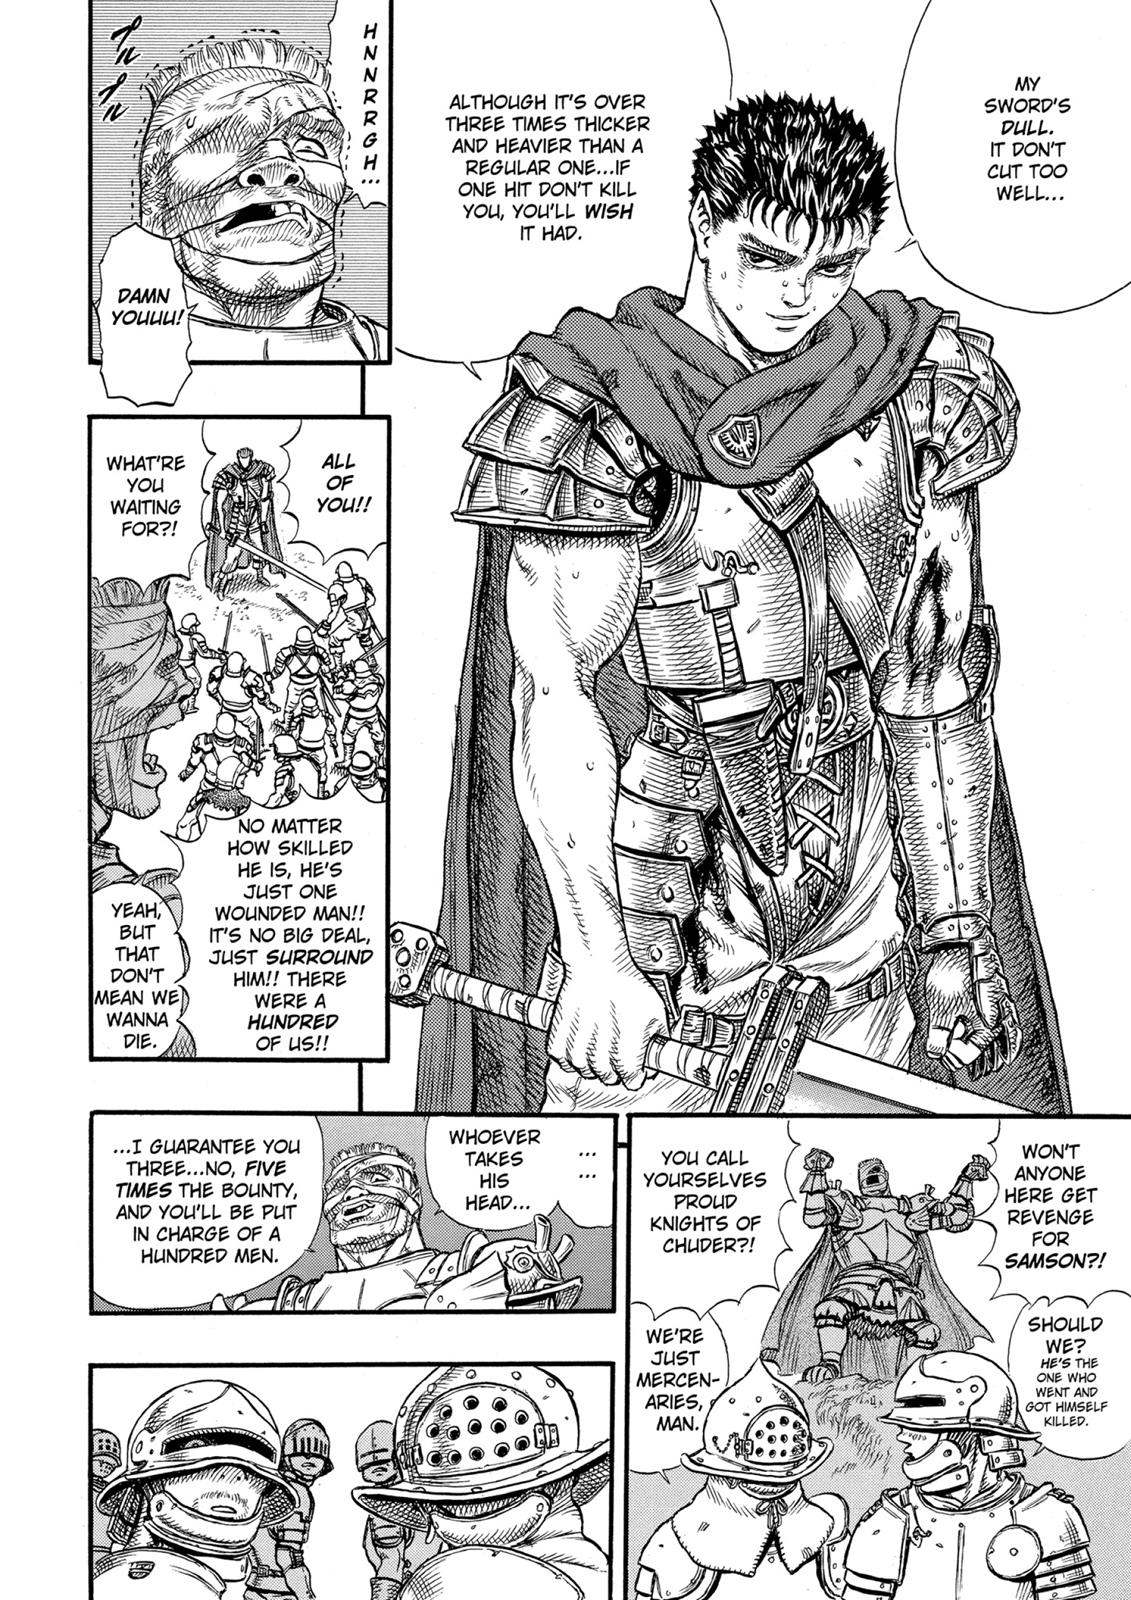 MY
SWORD'S
DULL.
IT DON'T
CUT TOO
WELL...
ALTHOUGH IT'S OVER
THREE TIMES THICKER
AND HEAVIER THAN A
REGULAR ONE...IF
ONE HIT DON'T KILL
YOU, YOU'LL WISH
IT HAD.
HNNRRGH...
プルプル
DAMN
YOUUU!
ALL
OF
YOU!!
WHAT'RE
YOU
WAITING
FOR?!
NO MATTER
HOW SKILLED
HE IS, HE'S
JUST ONE
WOUNDED MAN!!
IT'S NO BIG DEAL,
JUST SURROUND
HIM!! THERE
WERE A
HUNDRED
OF US!!
YEAH,
BUT
THAT
DON'T
MEAN WE
WANNA
DIE.
WON'T
ANYONE
HERE GET
REVENGE
FOR
SAMSON?!
YOU CALL
YOURSELVES
PROUD
KNIGHTS OF
CHUDER?!
SHOULD
WE?
HE'S THE
ONE WHO
WENT AND
GOT HIMSELF
KILLED.
WE'RE
JUST
MERCEN-
ARIES,
MAN.
... ...
WHOEVER
TAKES
HIS
HEAD...
...I GUARANTEE YOU
THREE...NO, FIVE
TIMES THE BOUNTY,
AND YOU'LL BE PUT
IN CHARGE OF A
HUNDRED MEN.